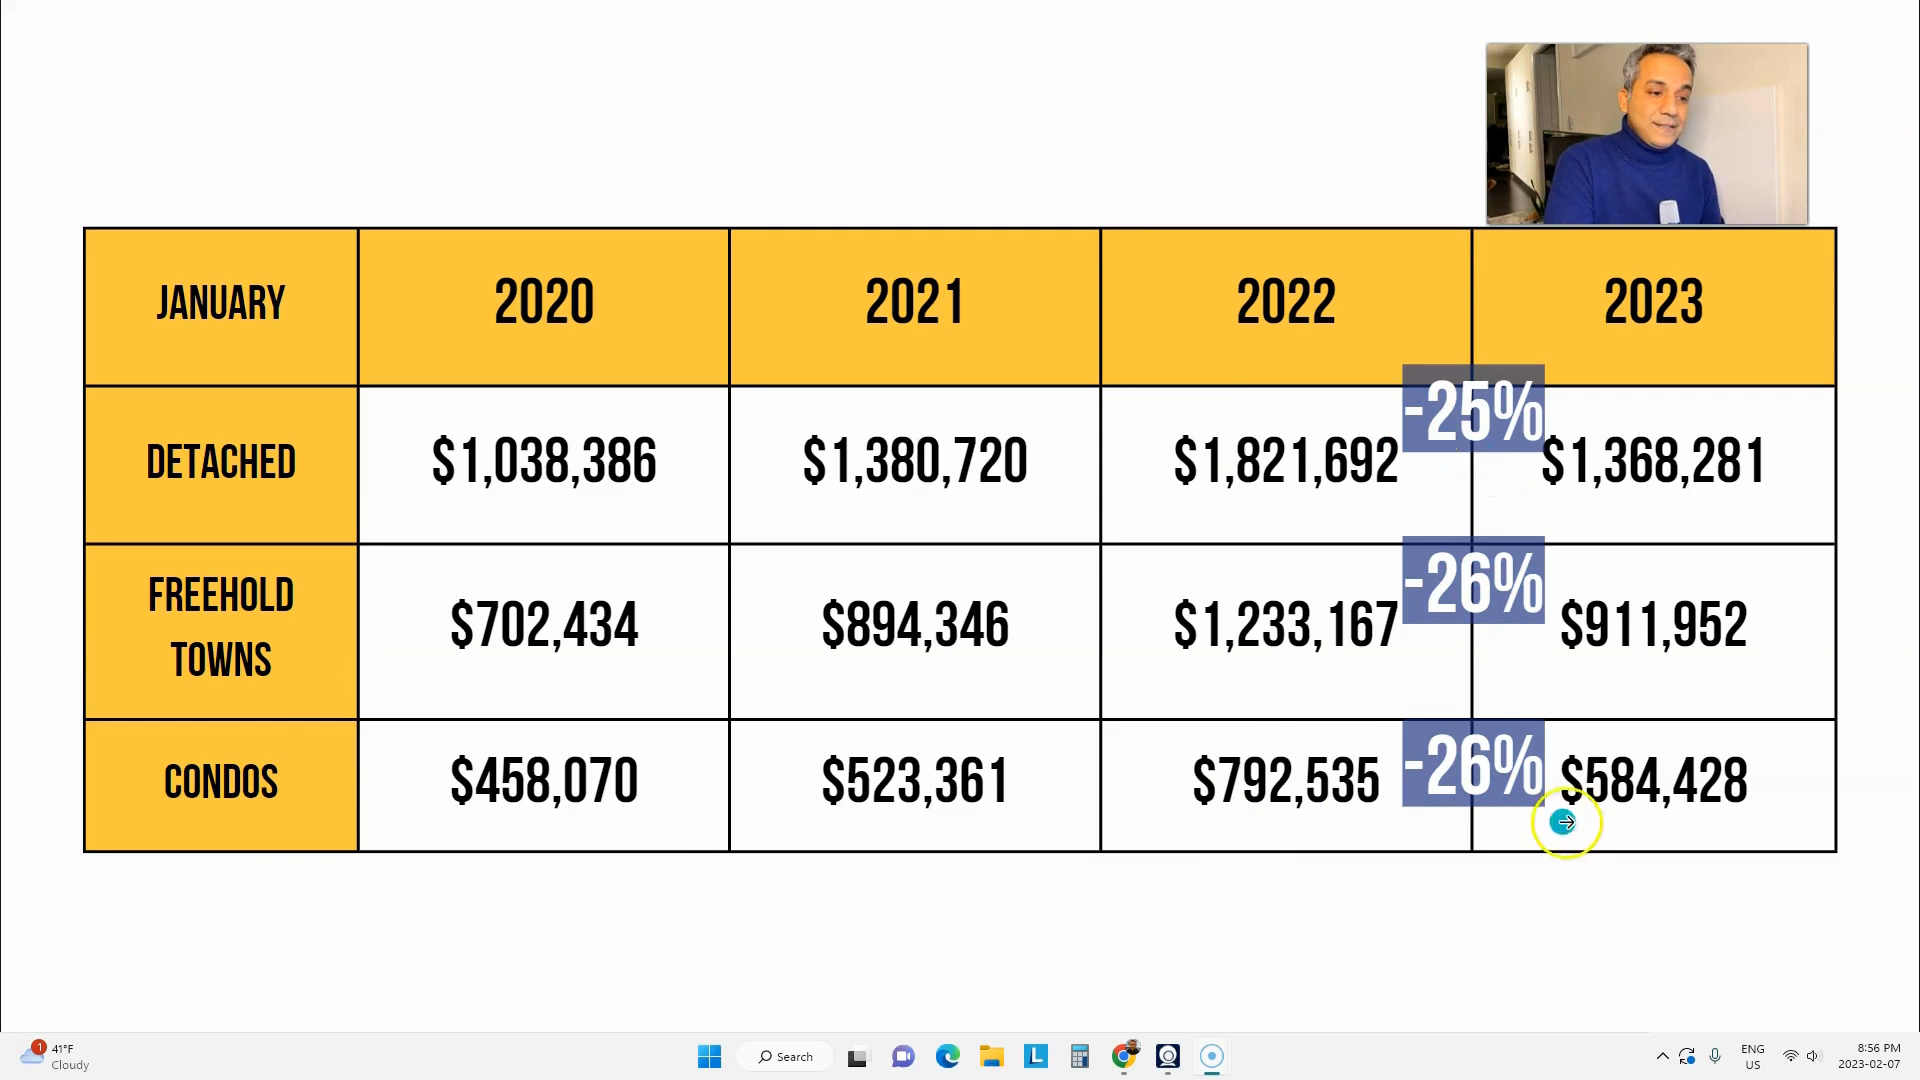 JANUARY 2020 2021 2022 2023
-25%
DETACHED $1,038,386 $1,380,720 $1,821,692 $1,368,281
-26%
FREEHOLD
TOWNS
$702,434 $894,346 $1,233,167 $911,952
-26%
CONDOS $458,070 $523,361 $792,535 $584,428
1
41°F
Cloudy
Search
L
ENG
US
8:56 PM
2023-02-07